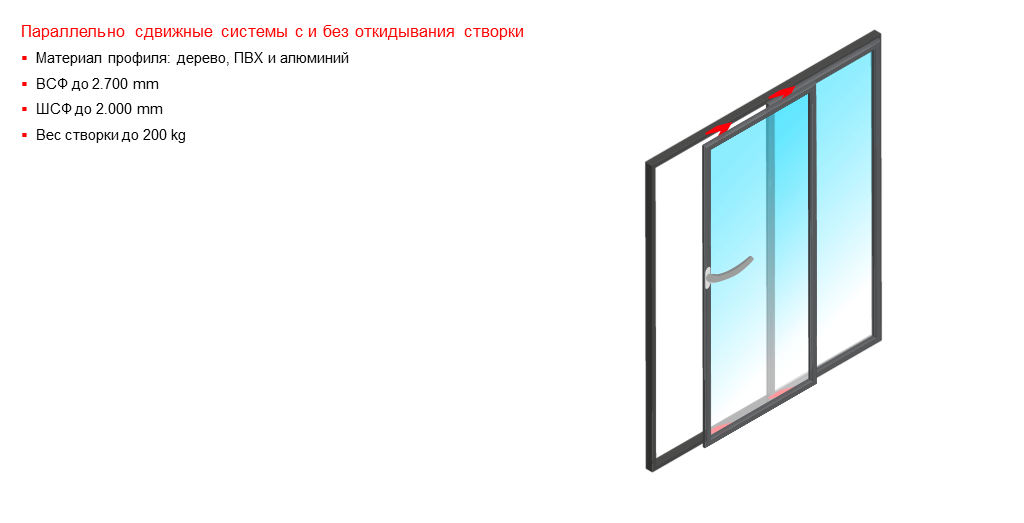 Параллельно сдвижные системы с и без откидывания створки
▪ Материал профиля: дерево, ПВХ и алюминий
▪ ВСФ до 2.700 mm
▪ ШСФ до 2.000 mm
▪ Вес створки до 200 kg